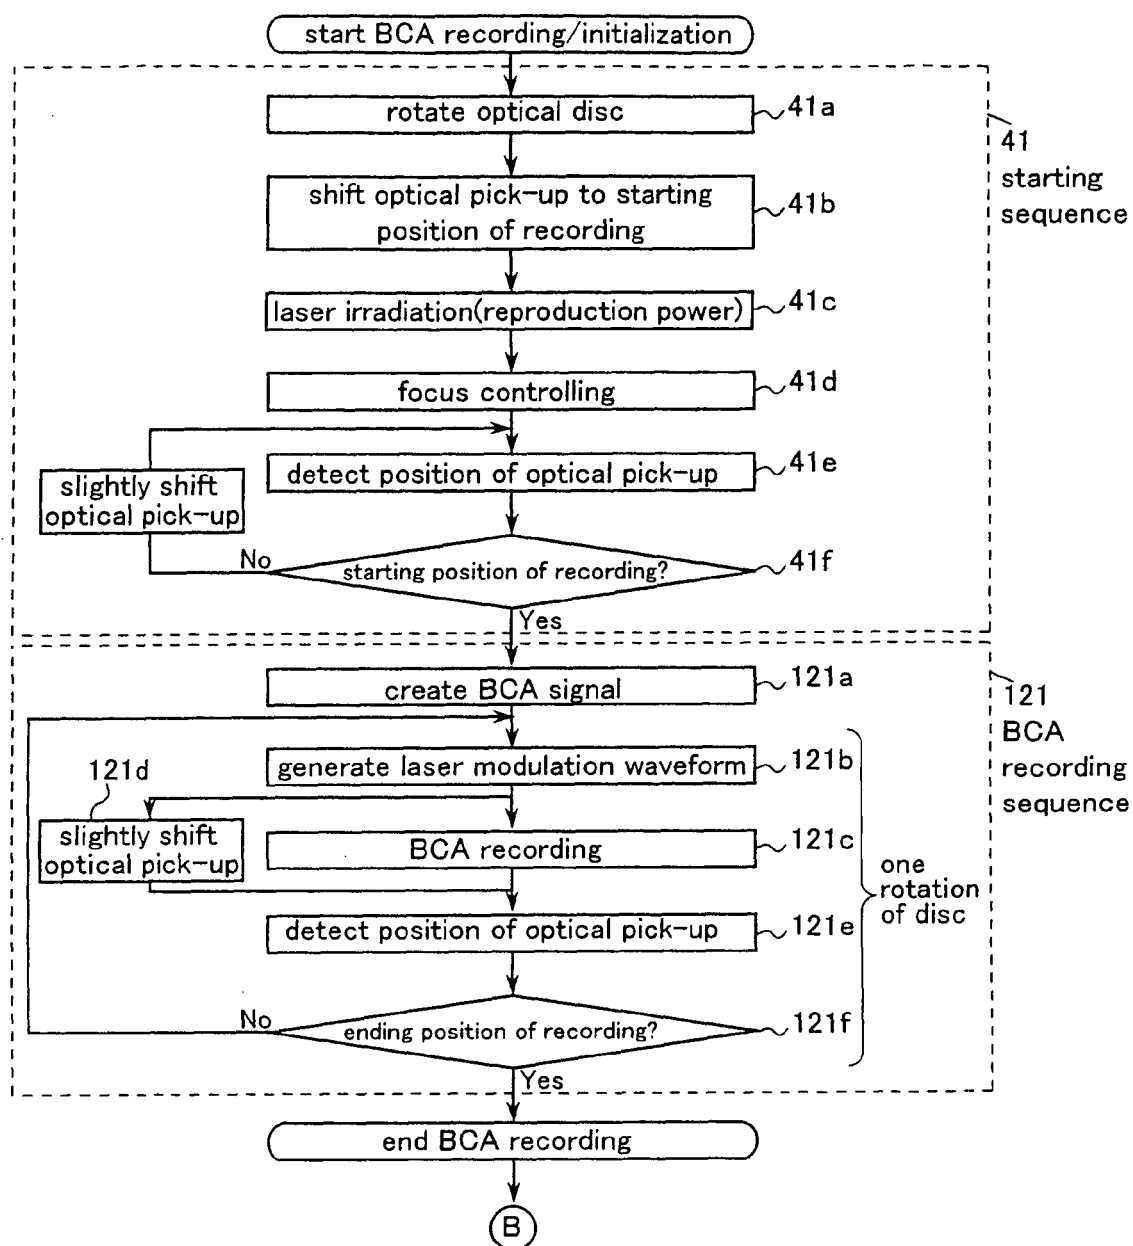 start BCA recording/initialization
rotate optical disc
41a
41
starting
sequence
shift optical pick-up to starting
position of recording
41b
laser irradiation(reproduction power)
41c
focus controlling
41d
detect position of optical pick-up
41e
slightly shift
optical pick-up
No
starting position of recording?
41f
Yes
create BCA signal
121a
121
BCA
recording
sequence
generate laser modulation waveform
121b
121d
slightly shift
optical pick-up
BCA recording
121c
one
rotation
of disc
detect position of optical pick-up
121e
No
ending position of recording?
121f
Yes
end BCA recording
B